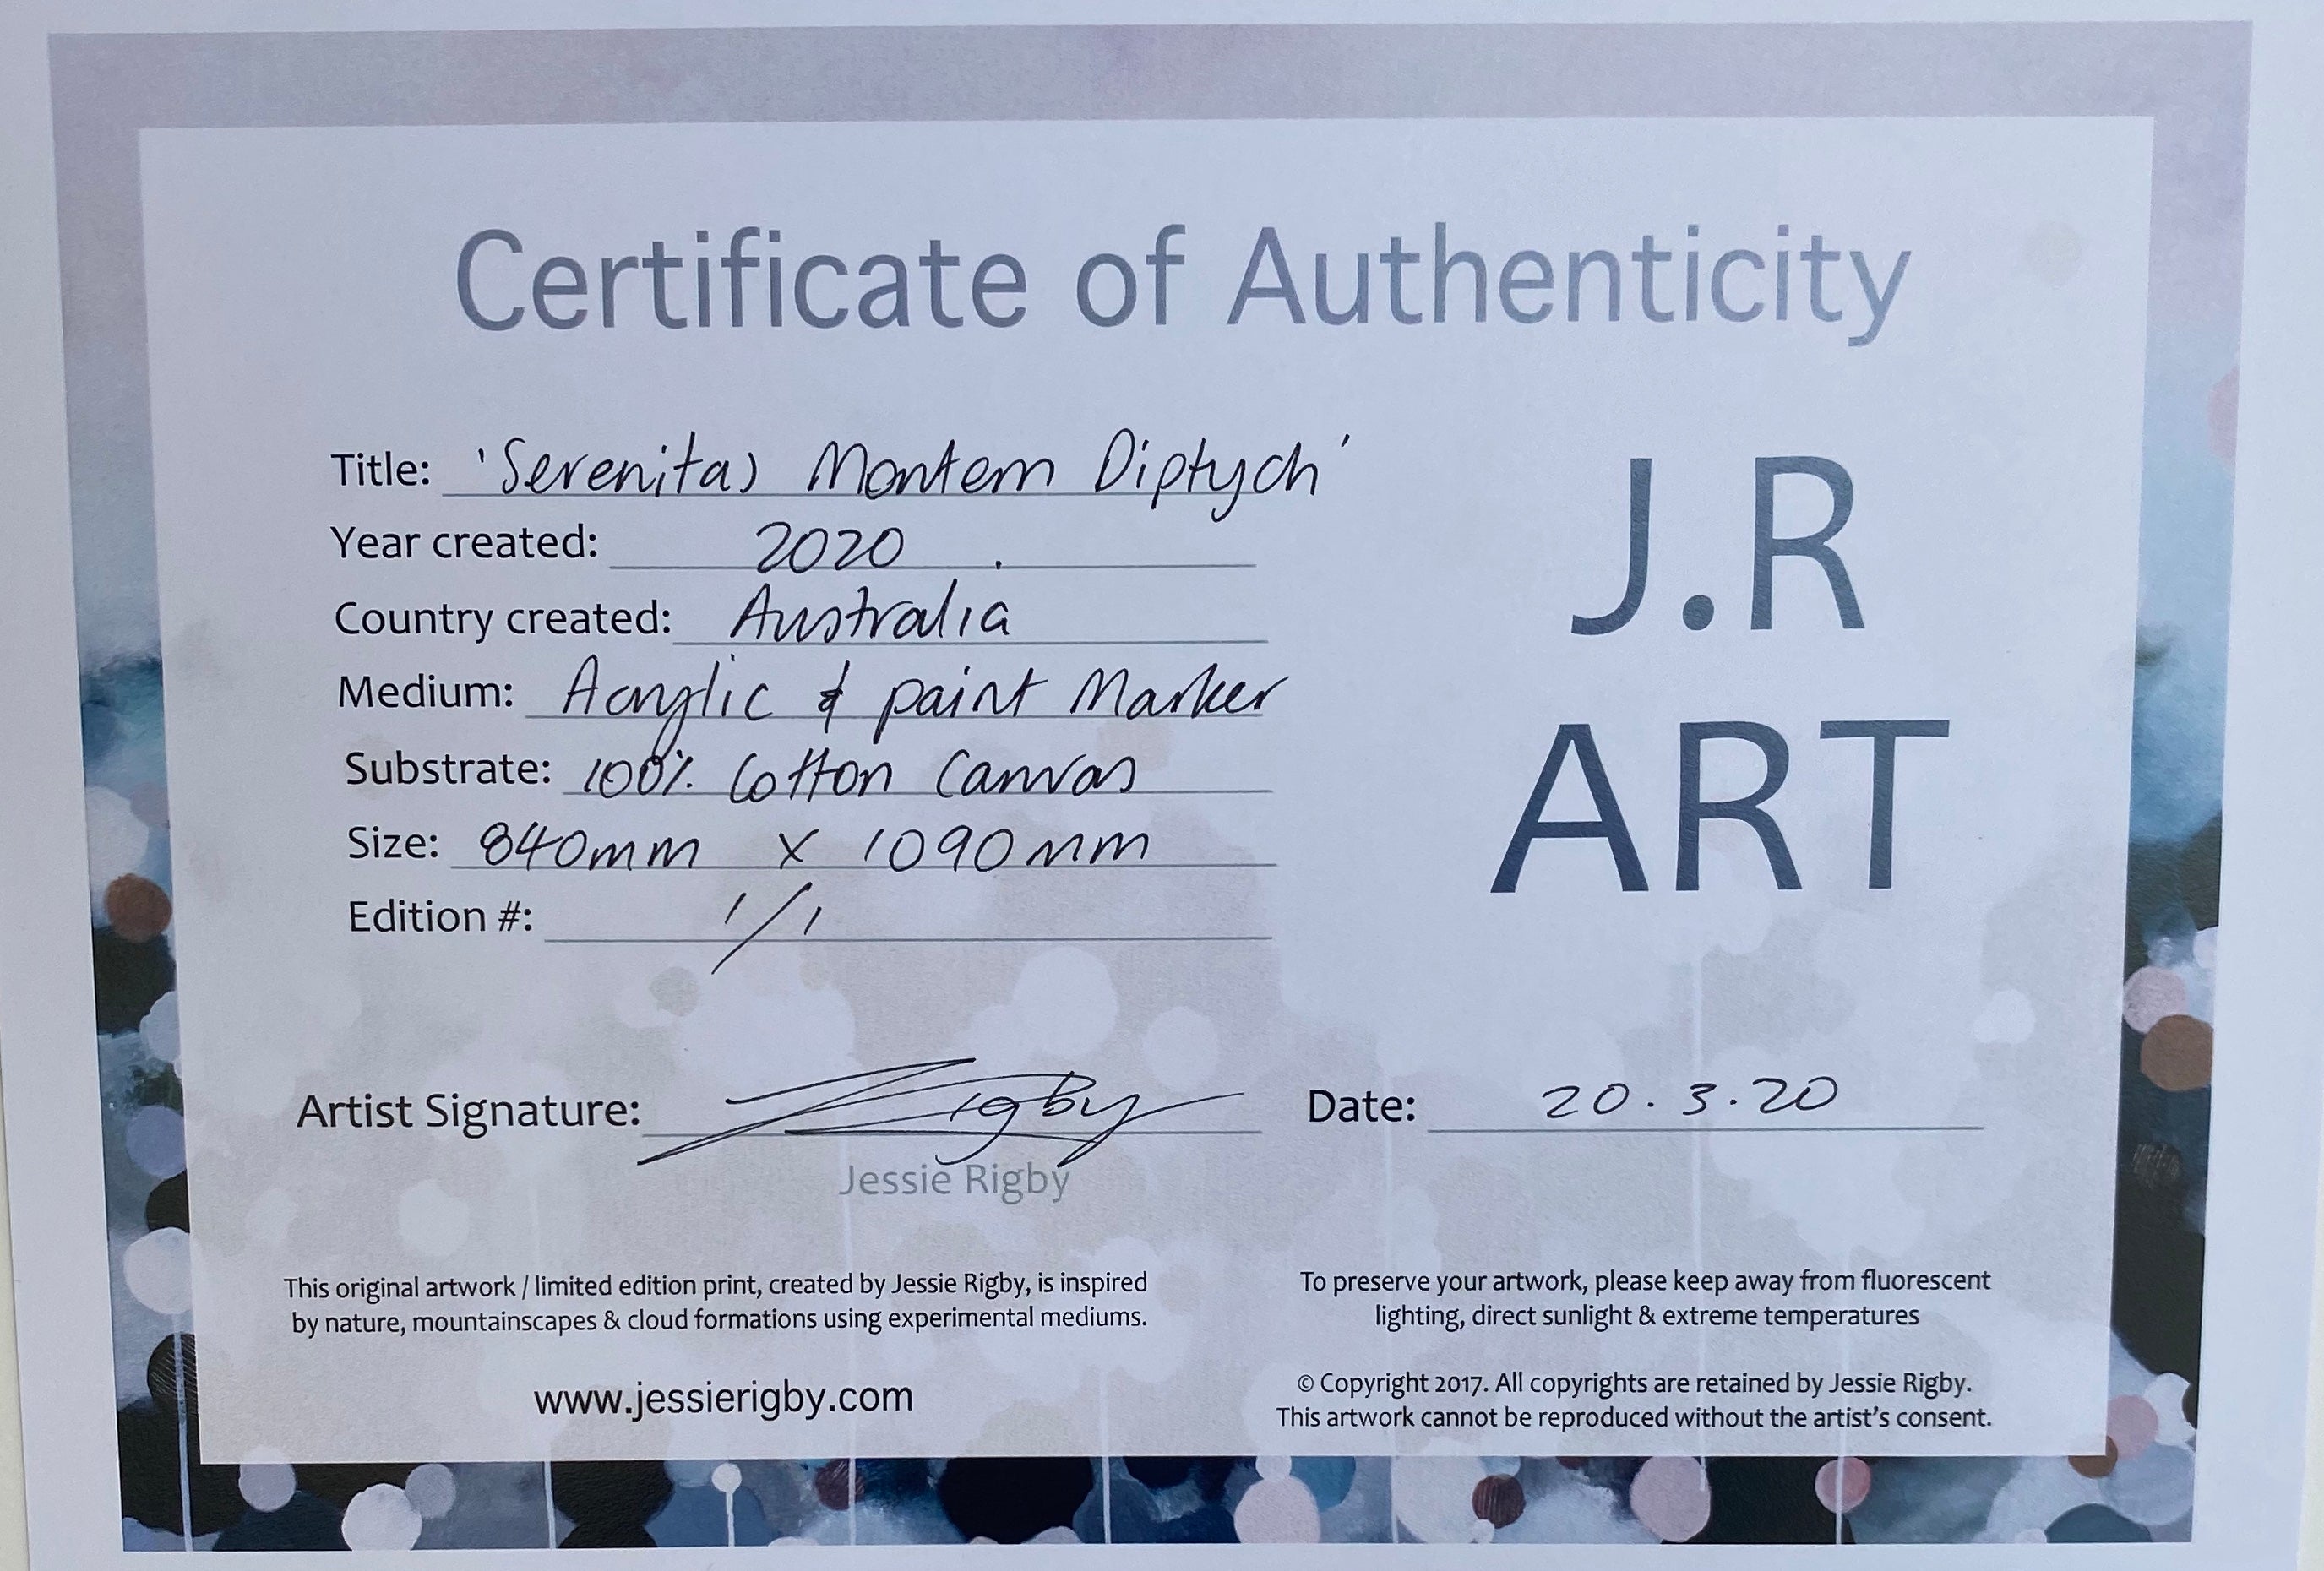 Certificate of Authenticity
Title: 'Serenitas Montem Diptych'
Year created: 2020 .
Country created: Australia
Medium: Acrylic & paint Marker
Substrate: 100% Cotton Canvas
Size: 840mm x 1090mm
Edition #: 1/1
J.R
ART
Artist Signature: Rigby
Date: 20.3.20
Jessie Rigby
This original artwork / limited edition print, created by Jessie Rigby, is inspired
by nature, mountainscapes & cloud formations using experimental mediums.
www.jessierigby.com
To preserve your artwork, please keep away from fluorescent
lighting, direct sunlight & extreme temperatures
© Copyright 2017. All copyrights are retained by Jessie Rigby.
This artwork cannot be reproduced without the artist's consent.